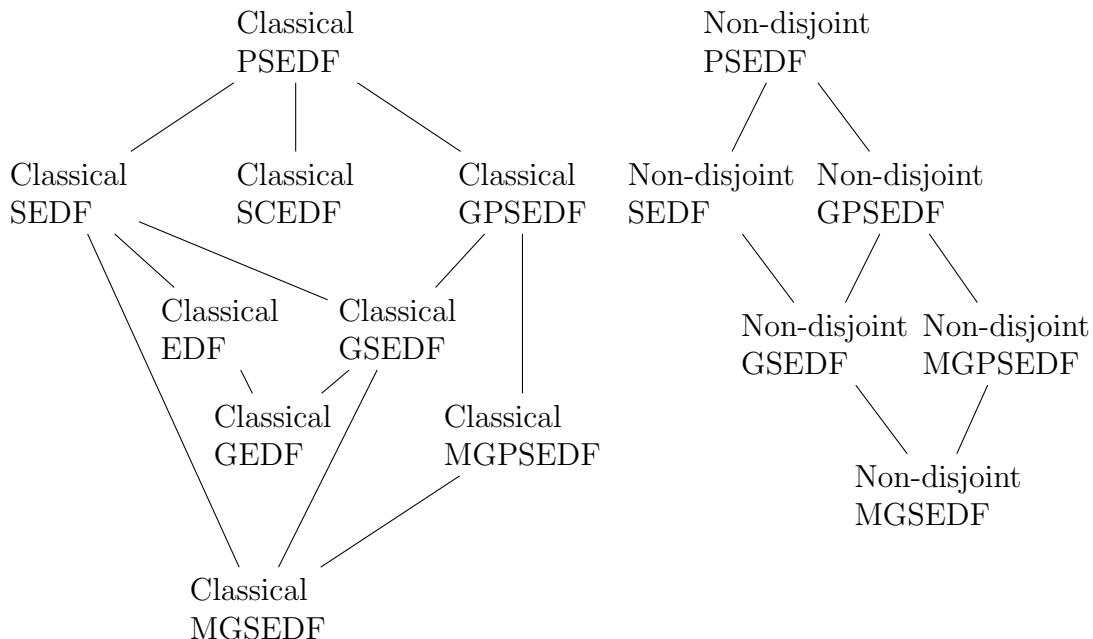 Classical
PSEDF
Non-disjoint
PSEDF
Classical
SEDF
Classical
SCEDF
Classical
GPSEDF
Non-disjoint
SEDF
Non-disjoint
GPSEDF
Classical
EDF
Classical
GSEDF
Non-disjoint
GSEDF
Non-disjoint
MGPSEDF
Classical
GEDF
Classical
MGPSEDF
Non-disjoint
MGSEDF
Classical
MGSEDF